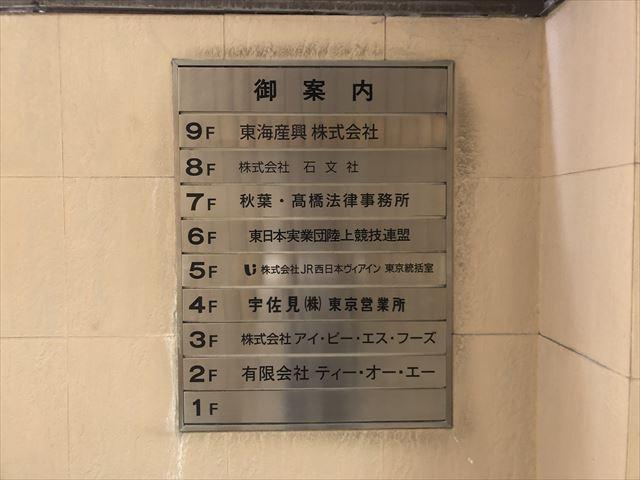 御案内
9F 東海産興 株式会社
8F 株式会社 石文社
7F 秋葉・髙橋法律事務所
6F 東日本実業団陸上競技連盟
5F 株式会社JR西日本ヴィアイン 東京統括室
4F 宇佐見㈱東京営業所
3F 株式会社 アイ・ビー・エス・フーズ
2F 有限会社 ティー・オー・エー
1F